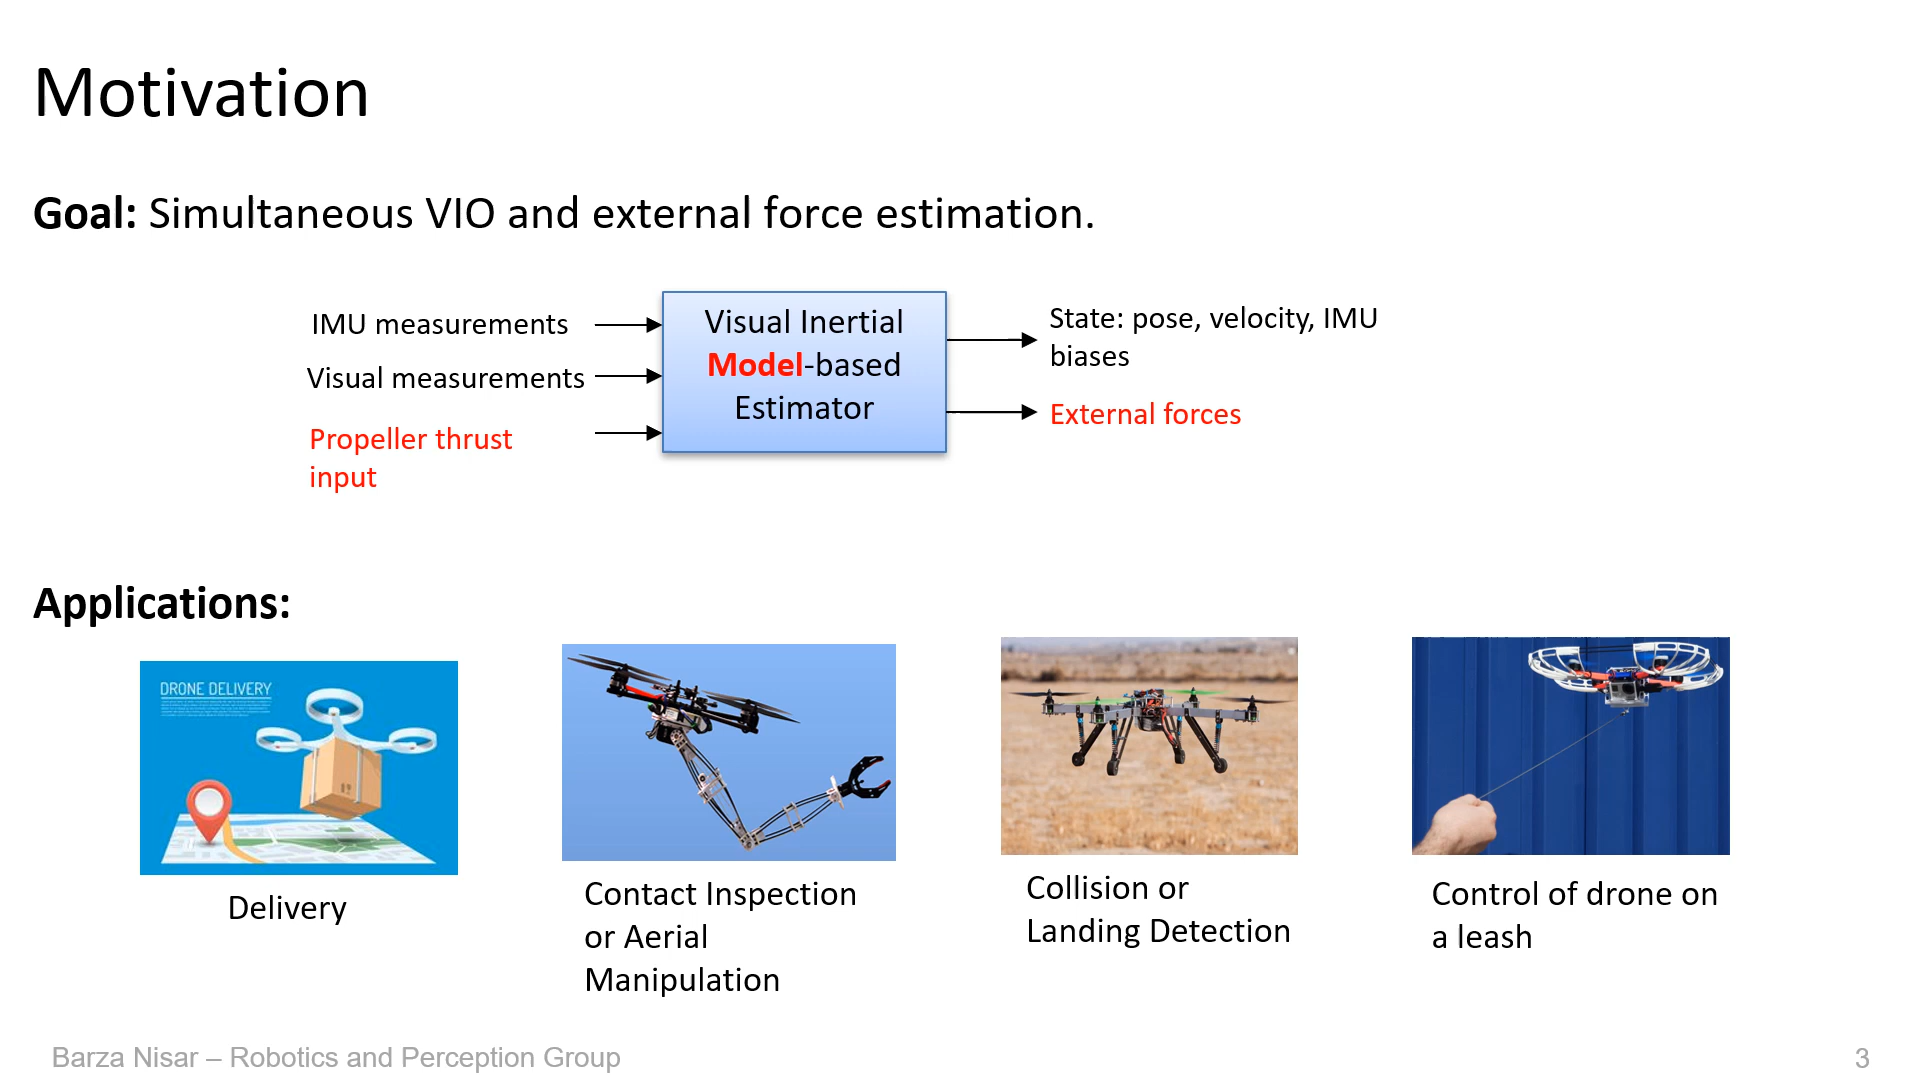 Motivation
Goal: Simultaneous VIO and external force estimation.
IMU measurements
Visual measurements
Propeller thrust
input
Visual Inertial
Model-based
Estimator
State: pose, velocity, IMU
biases
External forces
Applications:
DRONE DELIVERY
Delivery
Contact Inspection
or Aerial
Manipulation
Collision or
Landing Detection
Control of drone on
a leash
Barza Nisar – Robotics and Perception Group
3